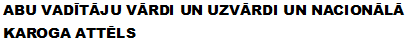 ABU VADĪTĀJU VĀRDI UN UZVĀRDI UN NACIONĀLĀ
KAROGA ATTĒLS